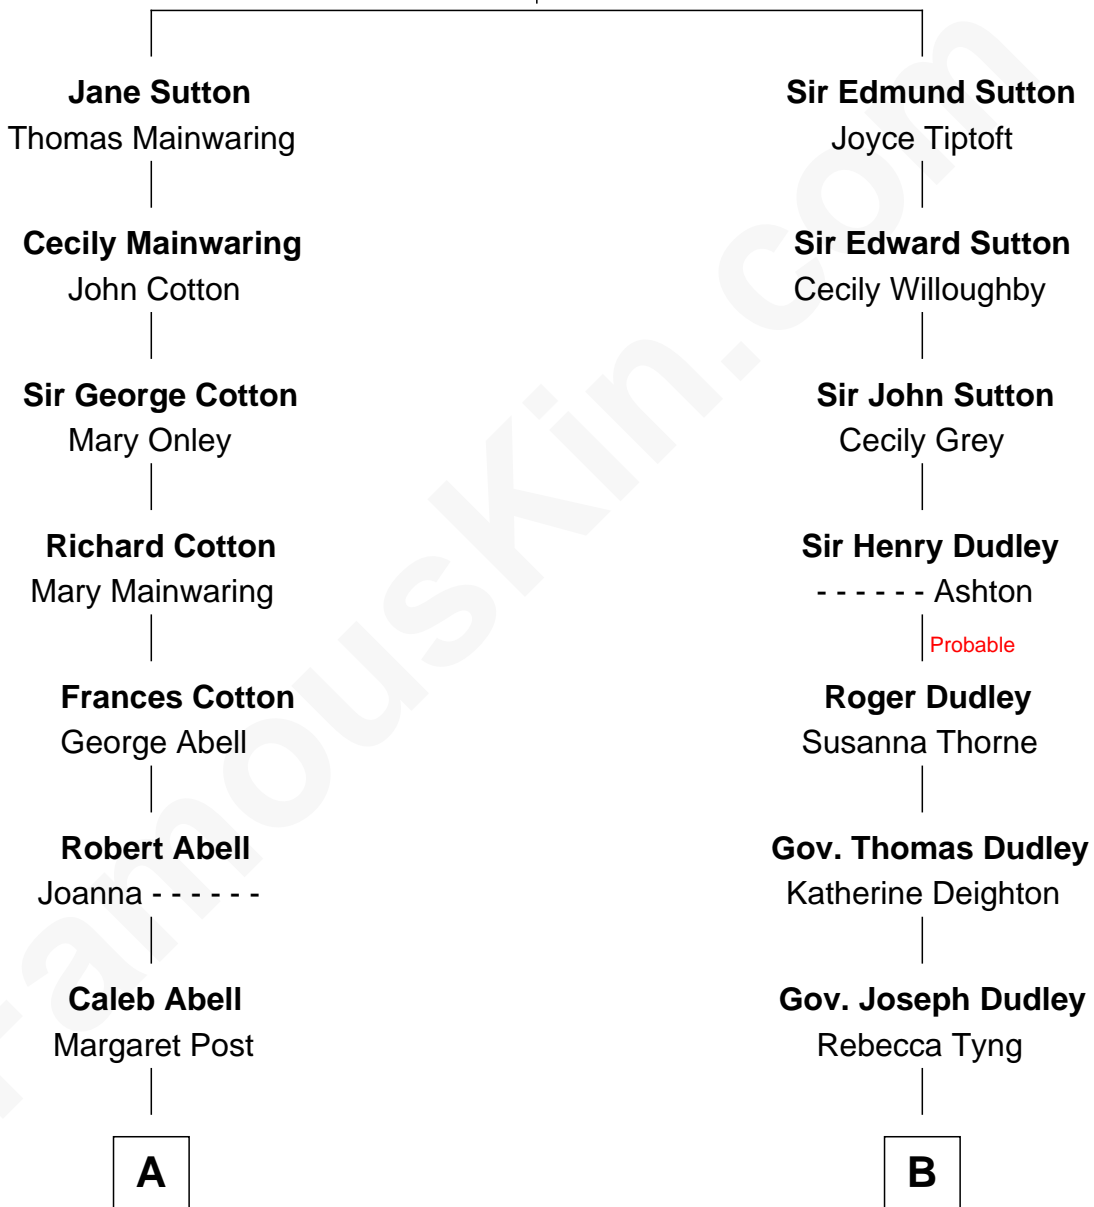 Jane Sutton
Thomas Mainwaring
Cecily Mainwaring
John Cotton
Sir George Cotton
Mary Onley
Richard Cotton
Mary Mainwaring
Frances Cotton
George Abell
Robert Abell
Joanna - - - - - -
Caleb Abell
Margaret Post
A
Sir Edmund Sutton
Joyce Tiptoft
Sir Edward Sutton
Cecily Willoughby
Sir John Sutton
Cecily Grey
Sir Henry Dudley
- - - - - - Ashton
Probable
Roger Dudley
Susanna Thorne
Gov. Thomas Dudley
Katherine Deighton
Gov. Joseph Dudley
Rebecca Tyng
B
FamousKin.com